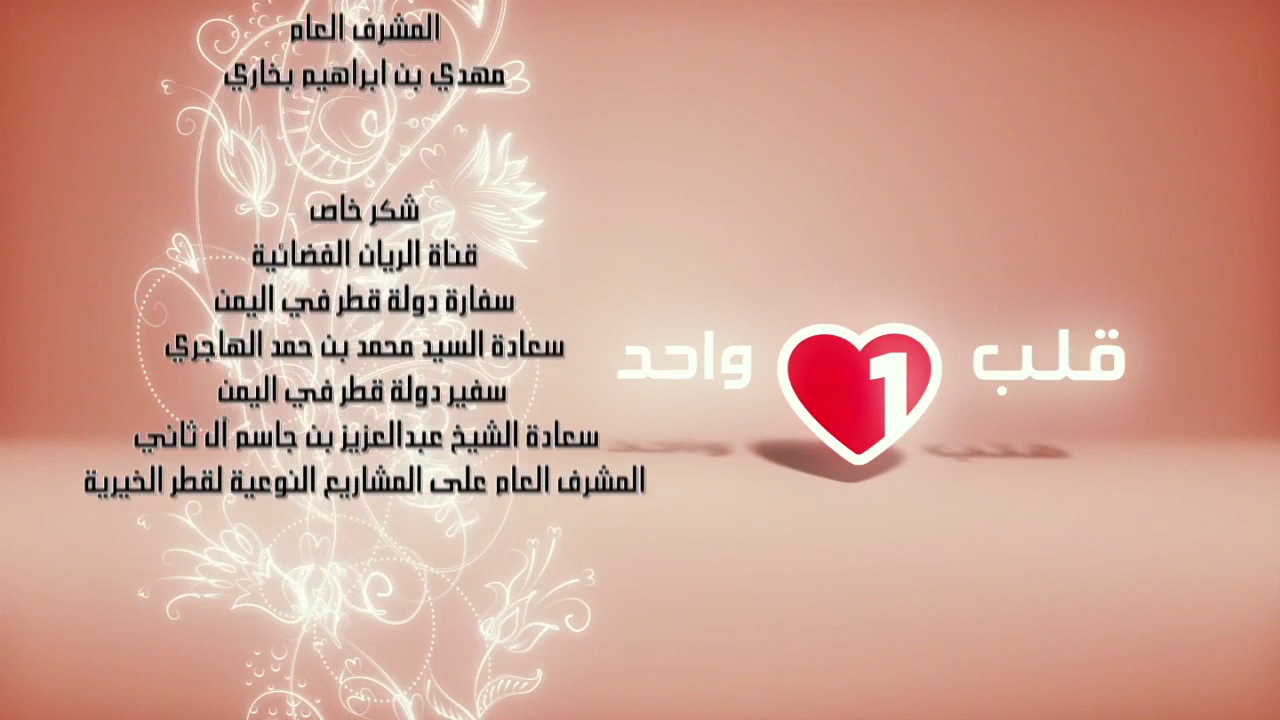 المشرف العام
مهدي بن ابراهيم بخاري
شكر خاص
قناة الريان الفضائية
سفارة دولة قطر في اليمن
سعادة السيد محمد بن حمد الهاجري
سفير دولة قطر في اليمن
سعادة الشيخ عبدالعزيز بن جاسم آل ثاني
المشرف العام على المشاريع النوعية لقطر الخيرية
قلب 1 واحد